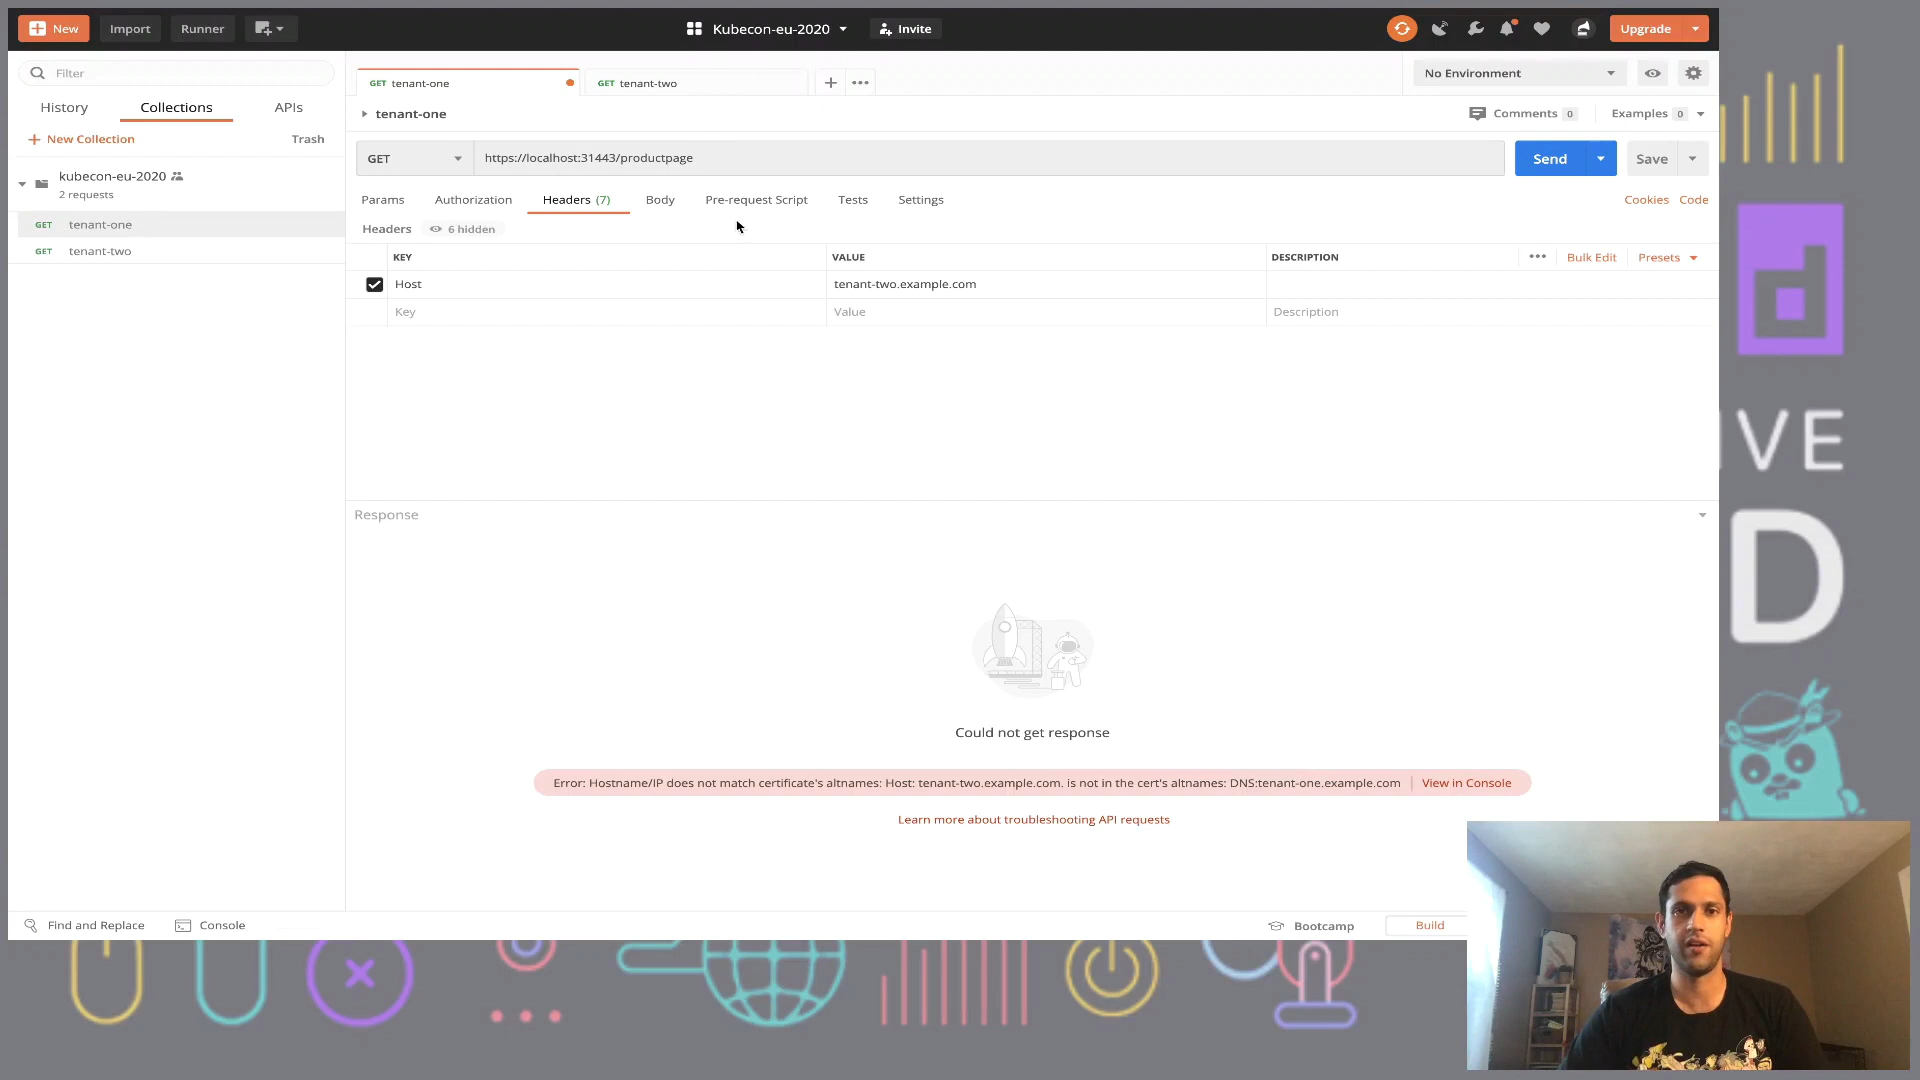 New
Import
Runner
Kubecon-eu-2020
Invite
Upgrade
Filter
History
Collections
APIs
New Collection
Trash
kubecon-eu-2020
2 requests
GET tenant-one
GET tenant-two
GET tenant-one
GET tenant-two
No Environment
tenant-one
Comments 0
Examples 0
GET
https://localhost:31443/productpage
Send
Save
Params
Authorization
Headers (7)
Body
Pre-request Script
Tests
Settings
Cookies
Code
Headers
6 hidden
KEY
VALUE
DESCRIPTION
Bulk Edit
Presets
Host
tenant-two.example.com
Key
Value
Description
Response
Could not get response
Error: Hostname/IP does not match certificate's altnames: Host: tenant-two.example.com. is not in the cert's altnames: DNS:tenant-one.example.com
View in Console
Learn more about troubleshooting API requests
Find and Replace
Console
Bootcamp
Build
d
IVE
D